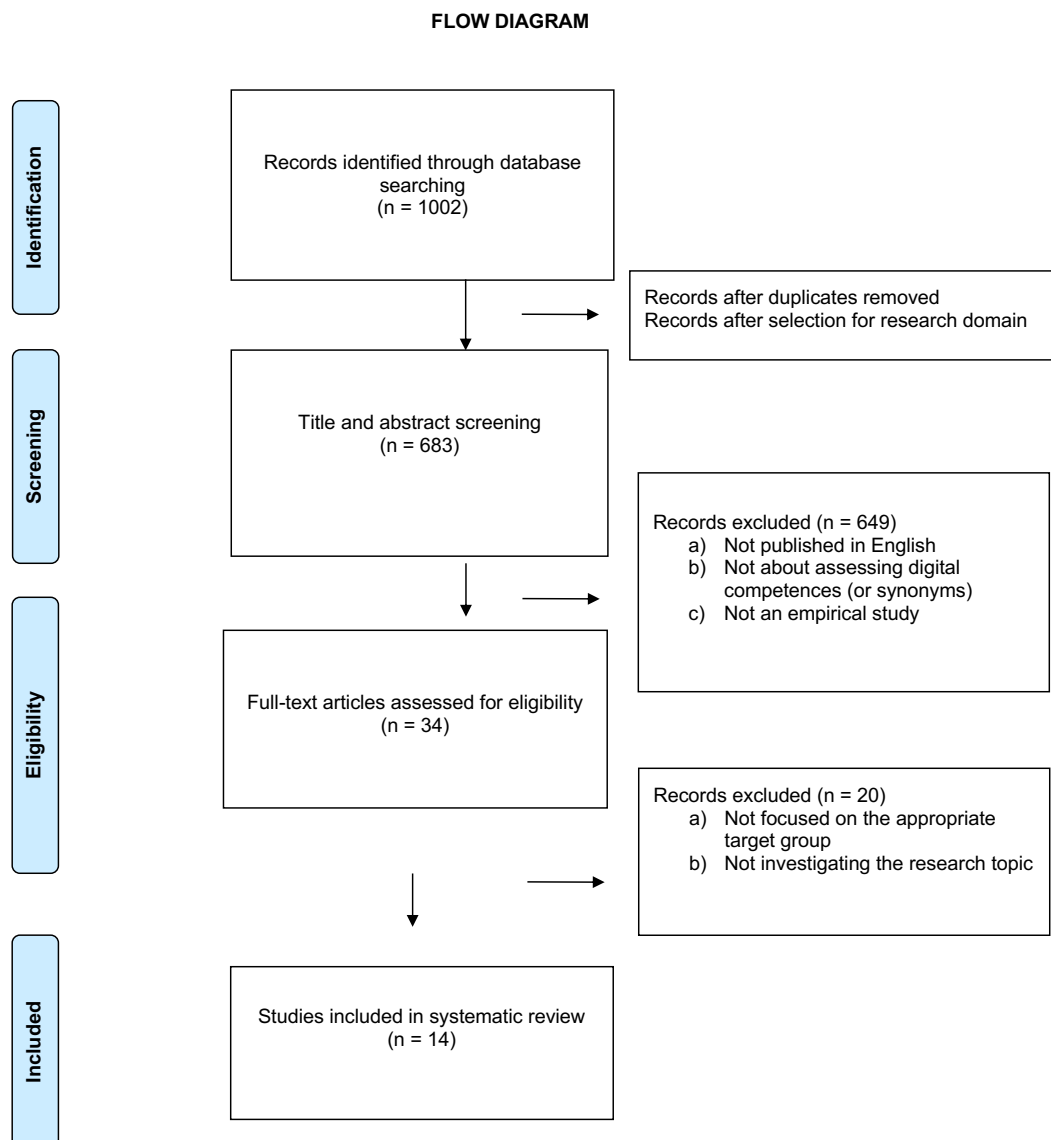 FLOW DIAGRAM
Identification
Records identified through database
searching
(n = 1002)
Records after duplicates removed
Records after selection for research domain
Screening
Title and abstract screening
(n = 683)
Records excluded (n = 649)
a) Not published in English
b) Not about assessing digital
competences (or synonyms)
c) Not an empirical study
Eligibility
Full-text articles assessed for eligibility
(n = 34)
Records excluded (n = 20)
a) Not focused on the appropriate
target group
b) Not investigating the research topic
Included
Studies included in systematic review
(n = 14)